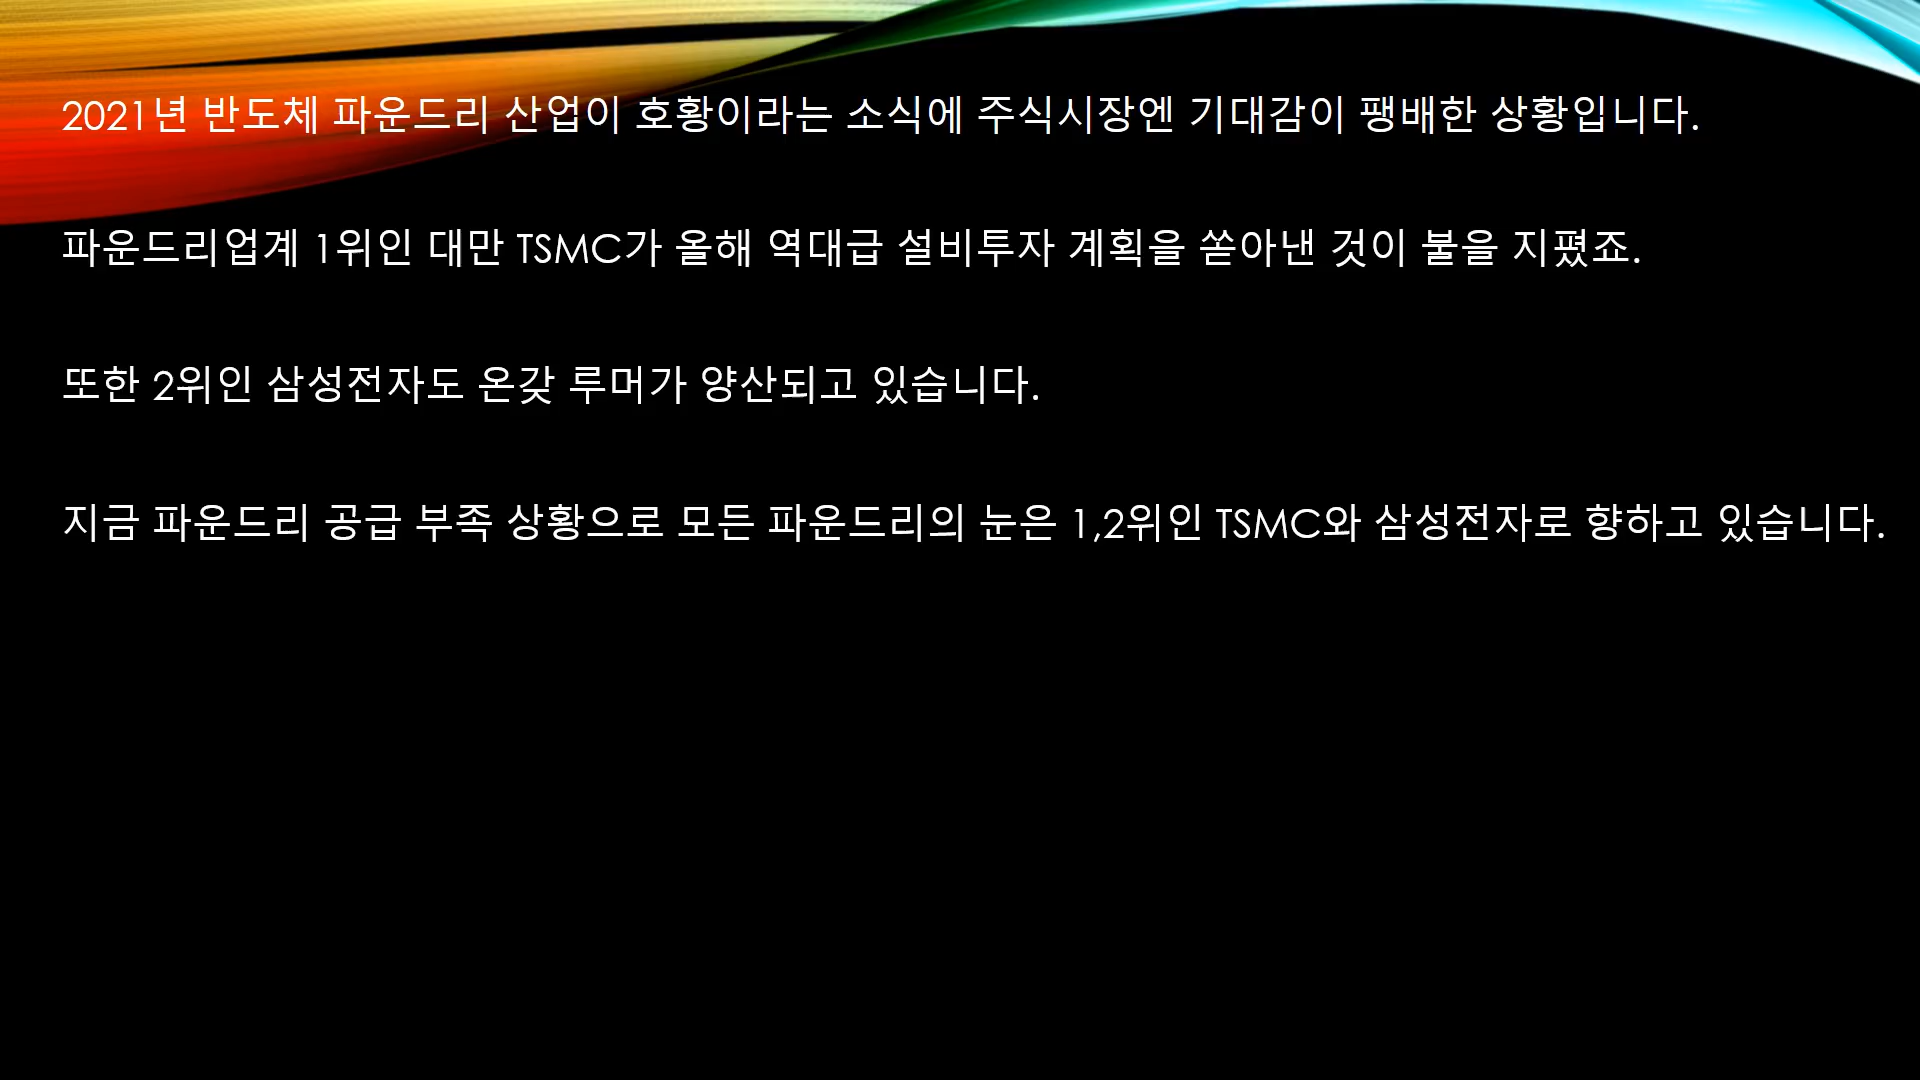 2021년 반도체 파운드리 산업이 호황이라는 소식에 주식시장엔 기대감이 팽배한 상황입니다.
파운드리업계 1위인 대만 TSMC가 올해 역대급 설비투자 계획을 쏟아낸 것이 불을 지폈죠.
또한 2위인 삼성전자도 온갖 루머가 양산되고 있습니다.
지금 파운드리 공급 부족 상황으로 모든 파운드리의 눈은 1,2위인 TSMC와 삼성전자로 향하고 있습니다.